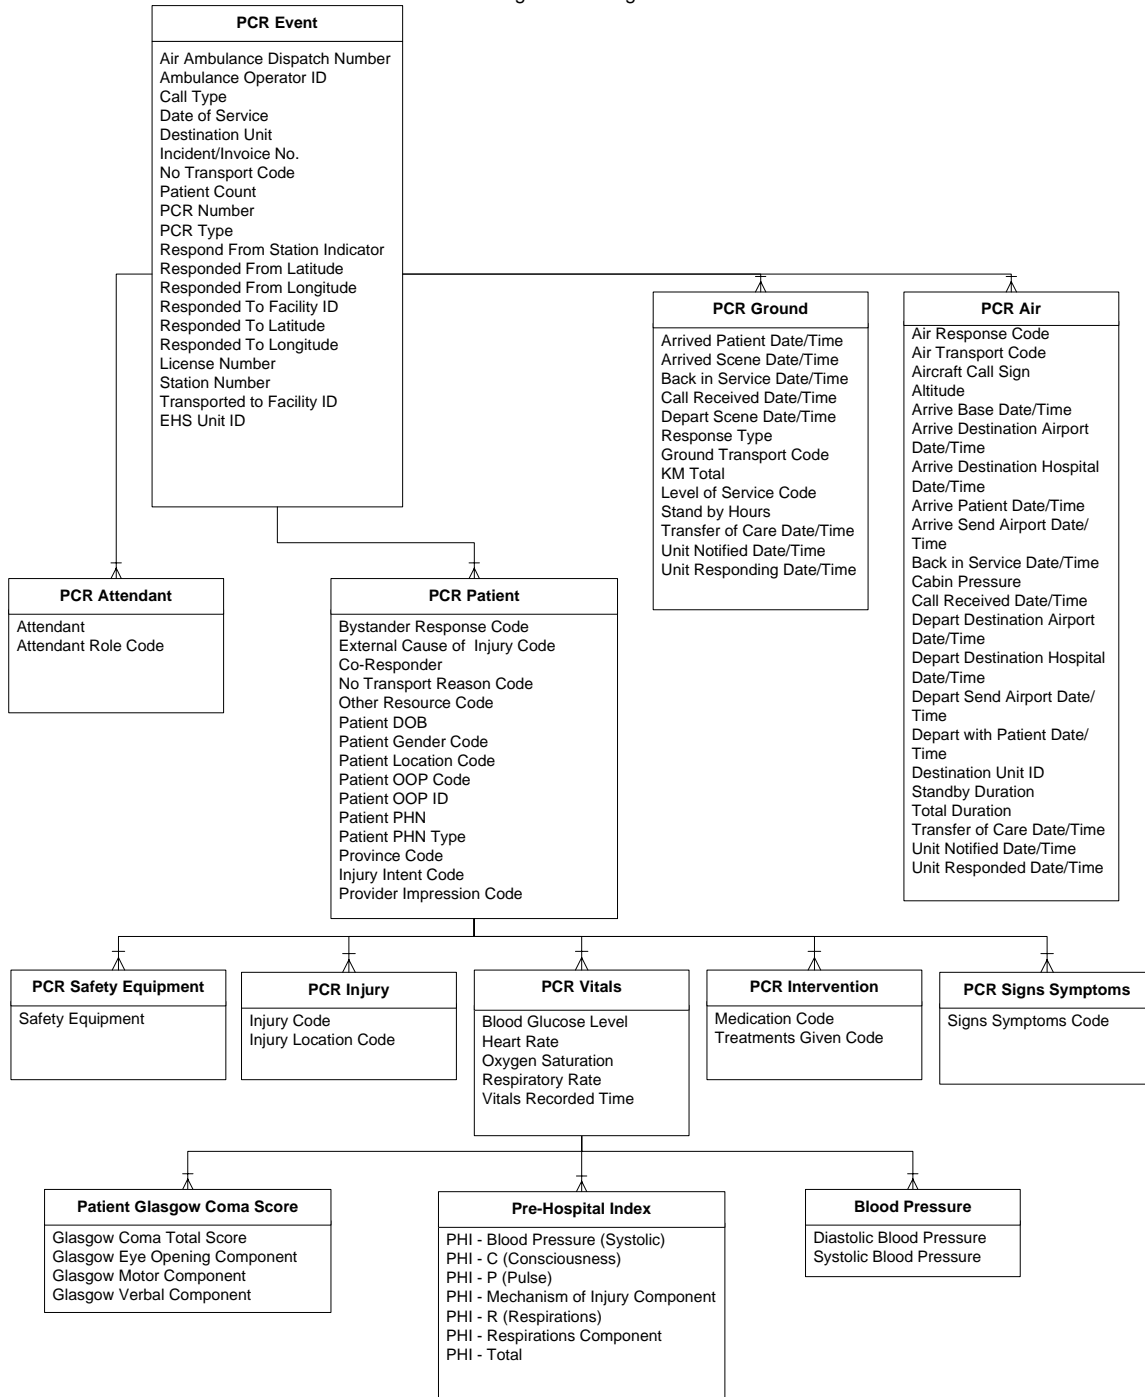 PCR Event
Air Ambulance Dispatch Number
Ambulance Operator ID
Call Type
Date of Service
Destination Unit
Incident/Invoice No.
No Transport Code
Patient Count
PCR Number
PCR Type
Respond From Station Indicator
Responded From Latitude
Responded From Longitude
Responded To Facility ID
Responded To Latitude
Responded To Longitude
License Number
Station Number
Transported to Facility ID
EHS Unit ID
PCR Ground
Arrived Patient Date/Time
Arrived Scene Date/Time
Back in Service Date/Time
Call Received Date/Time
Depart Scene Date/Time
Response Type
Ground Transport Code
KM Total
Level of Service Code
Stand by Hours
Transfer of Care Date/Time
Unit Notified Date/Time
Unit Responding Date/Time
PCR Air
Air Response Code
Air Transport Code
Aircraft Call Sign
Altitude
Arrive Base Date/Time
Arrive Destination Airport
Date/Time
Arrive Destination Hospital
Date/Time
Arrive Patient Date/Time
Arrive Send Airport Date/
Time
Back in Service Date/Time
Cabin Pressure
Call Received Date/Time
Depart Destination Airport
Date/Time
Depart Destination Hospital
Date/Time
Depart Send Airport Date/
Time
Depart with Patient Date/
Time
Destination Unit ID
Standby Duration
Total Duration
Transfer of Care Date/Time
Unit Notified Date/Time
Unit Responded Date/Time
PCR Attendant
Attendant
Attendant Role Code
PCR Patient
Bystander Response Code
External Cause of Injury Code
Co-Responder
No Transport Reason Code
Other Resource Code
Patient DOB
Patient Gender Code
Patient Location Code
Patient OOP Code
Patient OOP ID
Patient PHN
Patient PHN Type
Province Code
Injury Intent Code
Provider Impression Code
PCR Safety Equipment
Safety Equipment
PCR Injury
Injury Code
Injury Location Code
PCR Vitals
Blood Glucose Level
Heart Rate
Oxygen Saturation
Respiratory Rate
Vitals Recorded Time
PCR Intervention
Medication Code
Treatments Given Code
PCR Signs Symptoms
Signs Symptoms Code
Patient Glasgow Coma Score
Glasgow Coma Total Score
Glasgow Eye Opening Component
Glasgow Motor Component
Glasgow Verbal Component
Pre-Hospital Index
PHI - Blood Pressure (Systolic)
PHI - C (Consciousness)
PHI - P (Pulse)
PHI - Mechanism of Injury Component
PHI - R (Respirations)
PHI - Respirations Component
PHI - Total
Blood Pressure
Diastolic Blood Pressure
Systolic Blood Pressure